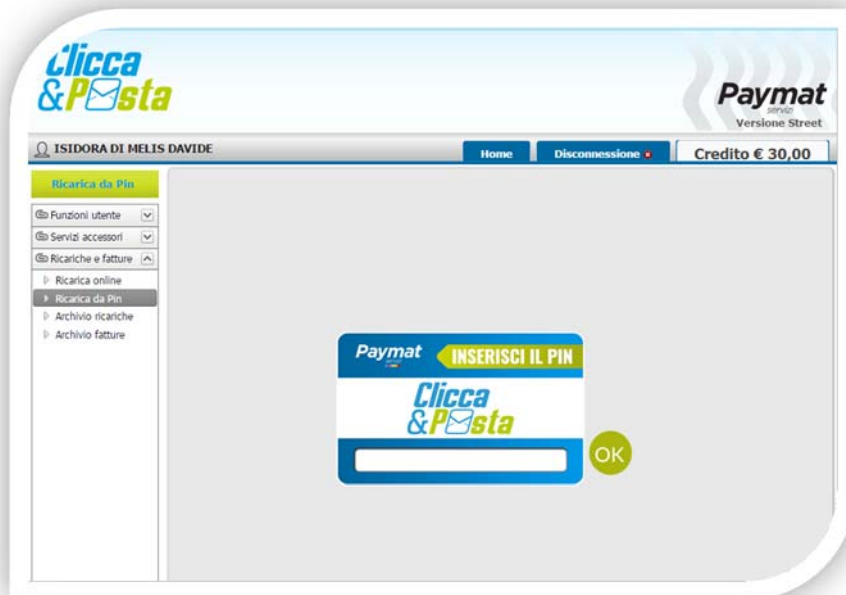 Clicca
&Posta
Paymat
servizi
Versione Street
ISIDORA DI MELIS DAVIDE
Home
Disconnessione
Credito € 30,00
Ricarica da Pin
Funzioni utente
Servizi accessori
Ricariche e fatture
Ricarica online
Ricarica da Pin
Archivio ricariche
Archivio fatture
Paymat
INSERISCI IL PIN
Clicca
&Posta
OK